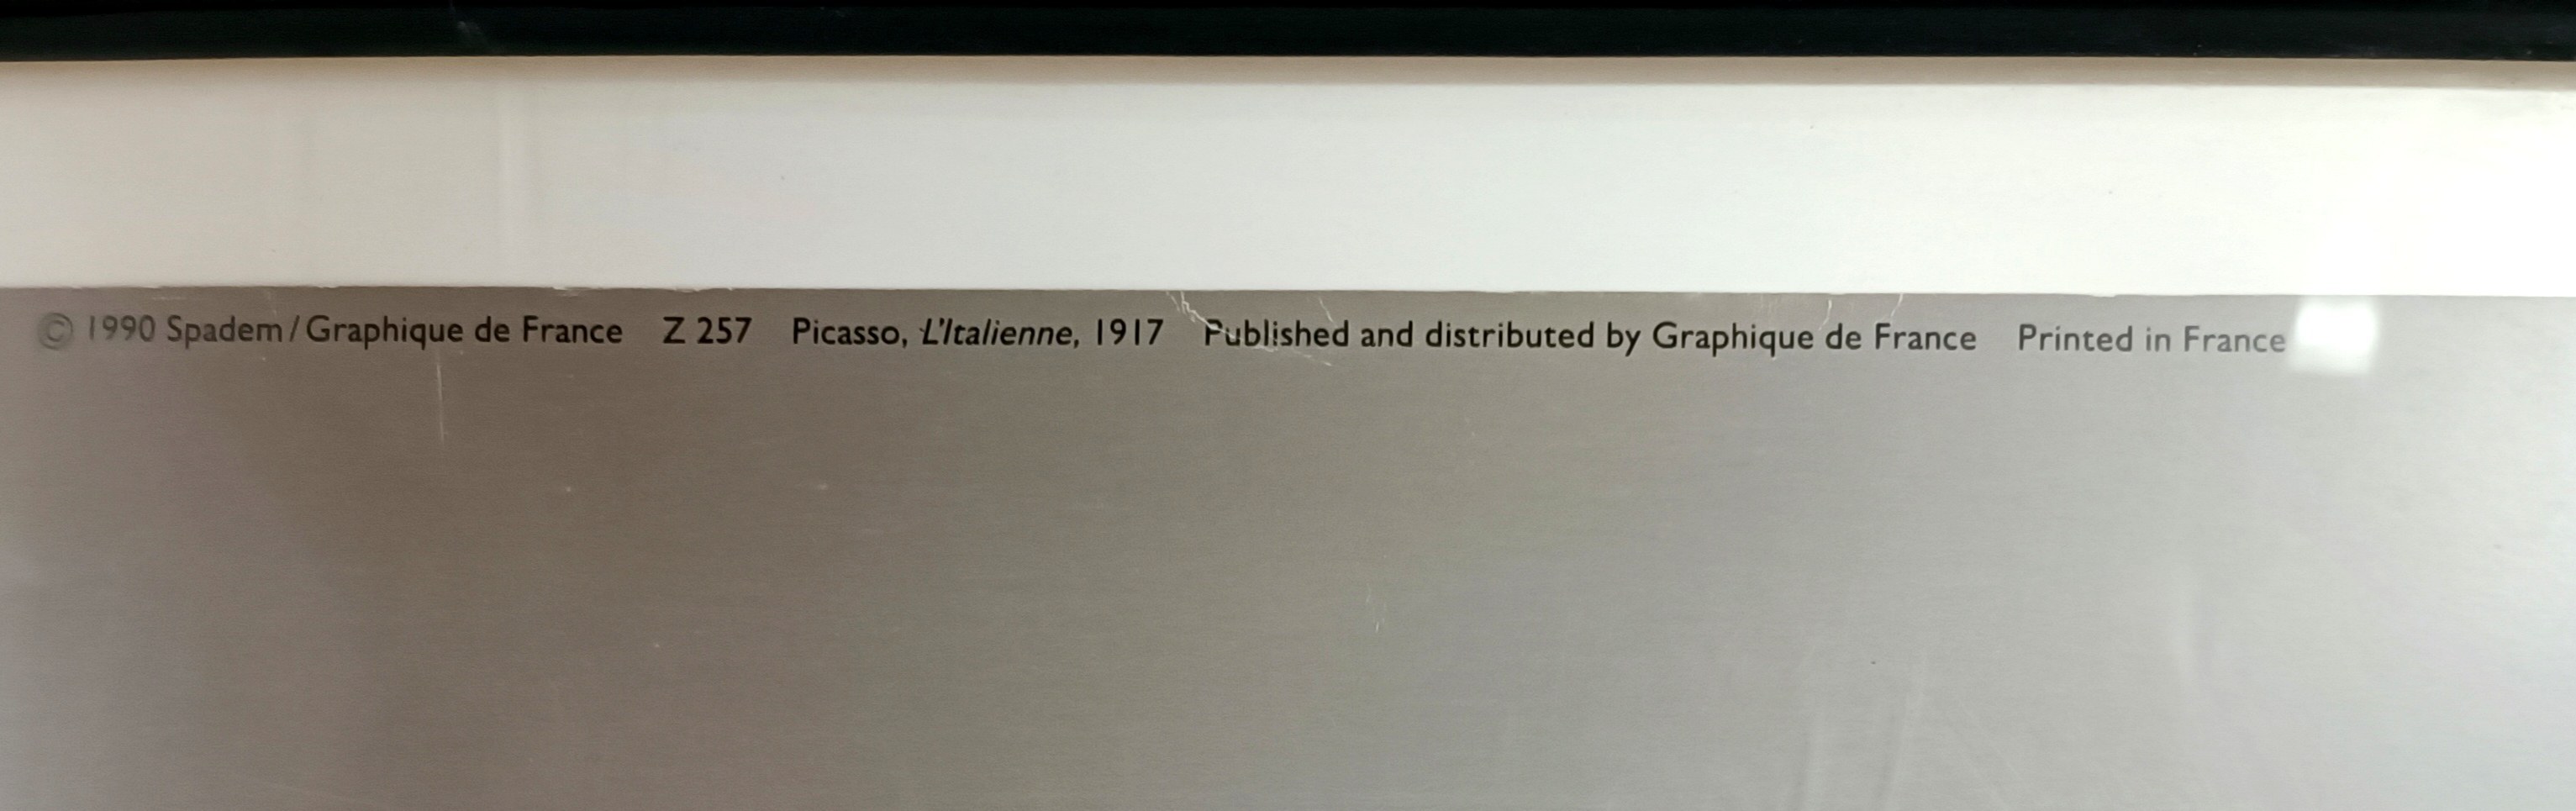 © 1990 Spadem / Graphique de France Z 257 Picasso, L'Italienne, 1917 Published and distributed by Graphique de France Printed in France